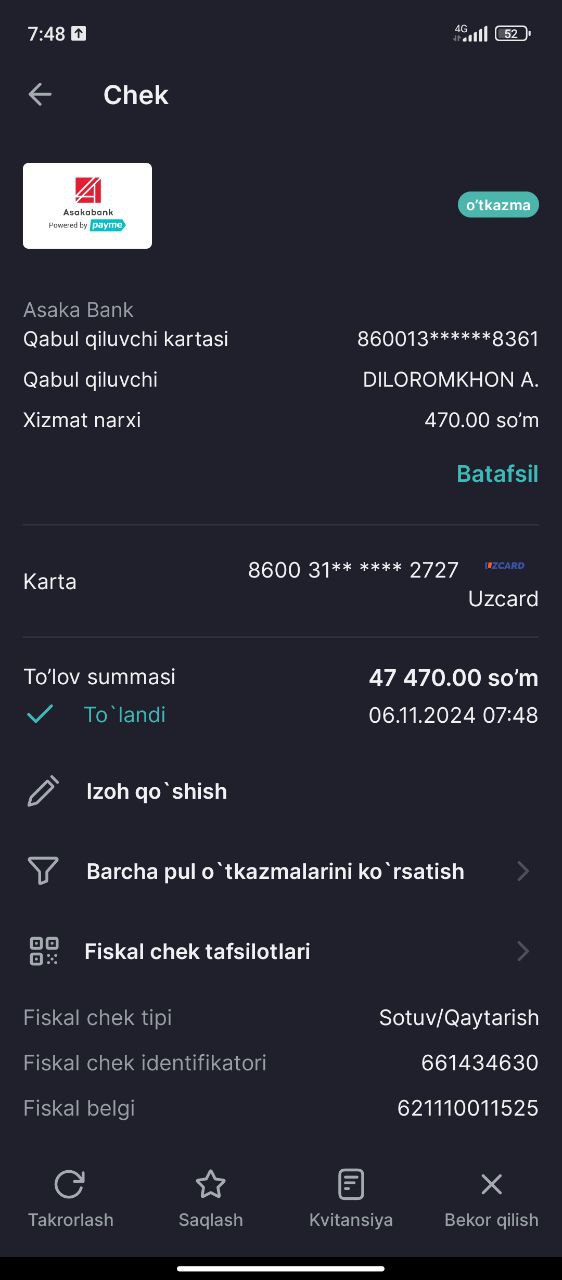 7:48
4G 52
Chek
Asakabank
Powered by payme
o'tkazma
Asaka Bank
Qabul qiluvchi kartasi 860013******8361
Qabul qiluvchi DILOROMKHON A.
Xizmat narxi 470.00 so'm
Batafsil
Karta 8600 31** **** 2727 UZCARD
Uzcard
To'lov summasi 47 470.00 so'm
To`landi 06.11.2024 07:48
Izoh qo`shish
Barcha pul o`tkazmalarini ko`rsatish
Fiskal chek tafsilotlari
Fiskal chek tipi Sotuv/Qaytarish
Fiskal chek identifikatori 661434630
Fiskal belgi 621110011525
Takrorlash Saqlash Kvitansiya Bekor qilish